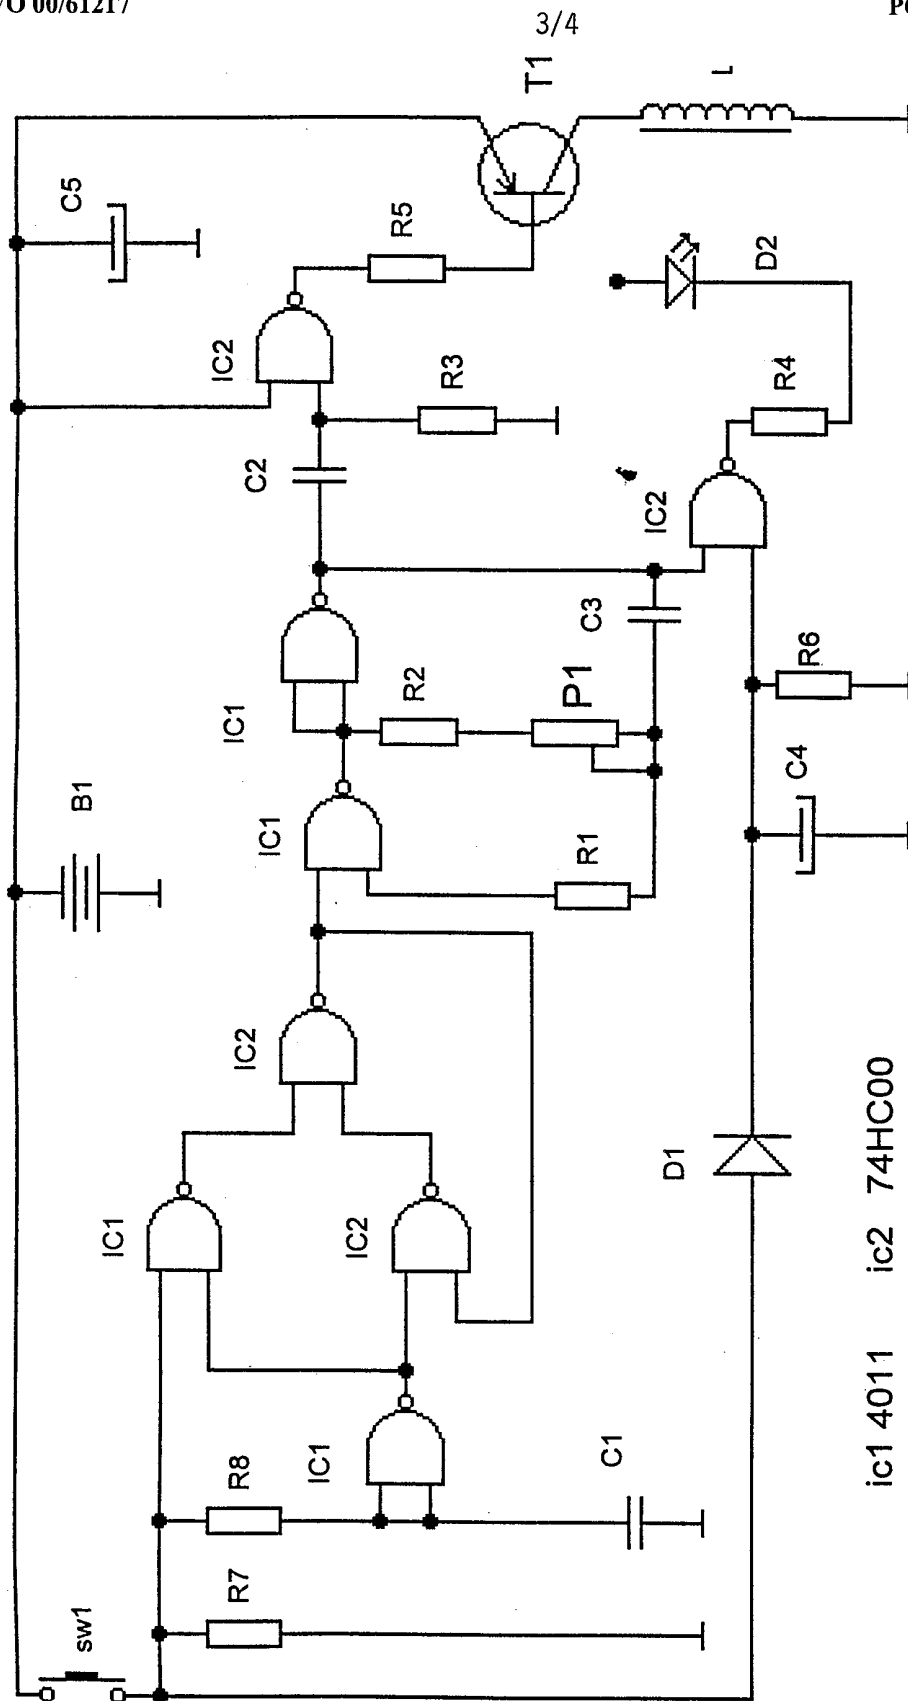 /O 00/61217
3/4
T1
L
C5
R5
D2
IC2
R3
R4
C2
IC2
C3
R6
P1
R2
IC1
C4
B1
IC1
R1
IC2
D1
IC1
IC2
R8
IC1
C1
R7
sw1
ic1 4011 ic2 74HC00